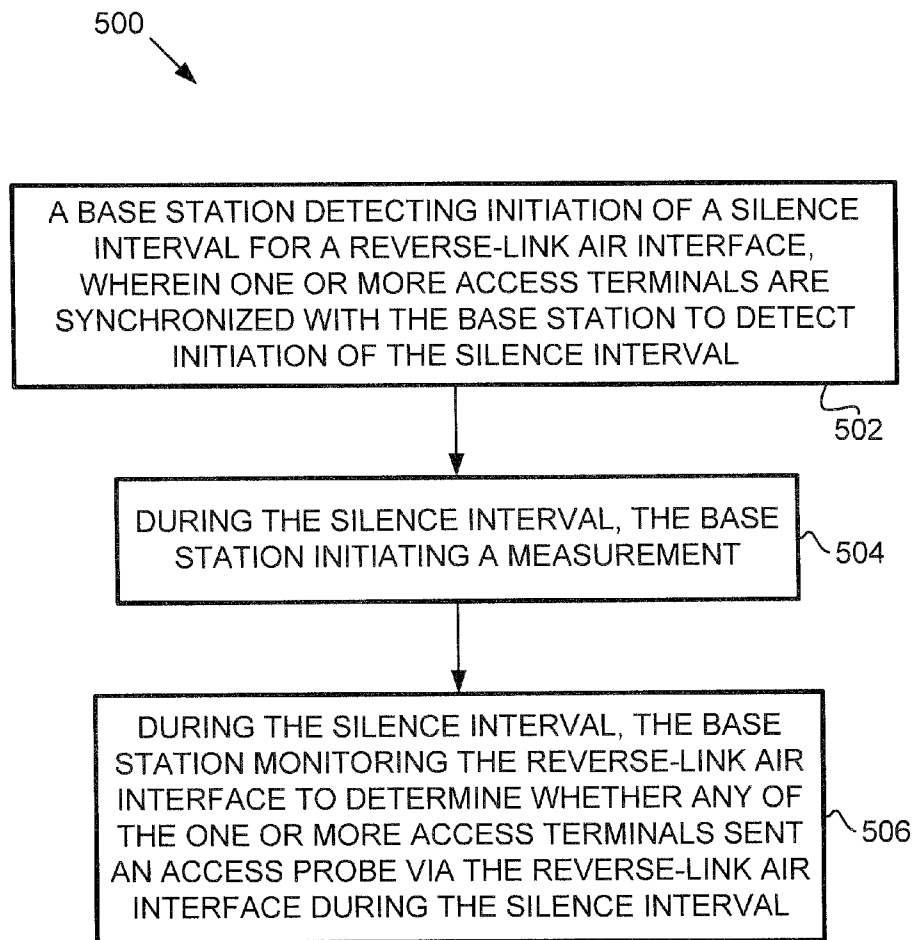 500
A BASE STATION DETECTING INITIATION OF A SILENCE
INTERVAL FOR A REVERSE-LINK AIR INTERFACE,
WHEREIN ONE OR MORE ACCESS TERMINALS ARE
SYNCHRONIZED WITH THE BASE STATION TO DETECT
INITIATION OF THE SILENCE INTERVAL
502
DURING THE SILENCE INTERVAL, THE BASE
STATION INITIATING A MEASUREMENT
504
DURING THE SILENCE INTERVAL, THE BASE
STATION MONITORING THE REVERSE-LINK AIR
INTERFACE TO DETERMINE WHETHER ANY OF
THE ONE OR MORE ACCESS TERMINALS SENT
AN ACCESS PROBE VIA THE REVERSE-LINK AIR
INTERFACE DURING THE SILENCE INTERVAL
506